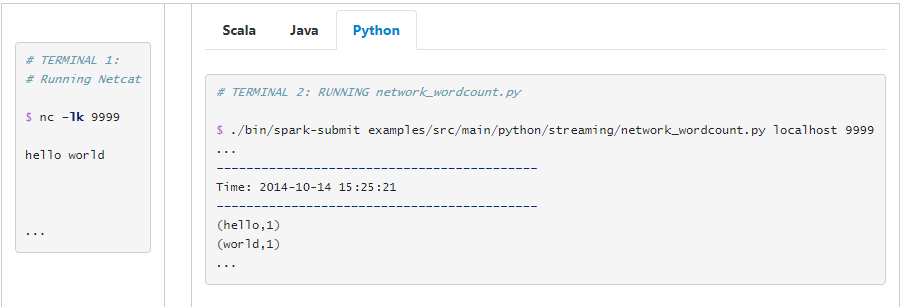 # TERMINAL 1:
# Running Netcat
$ nc -lk 9999
hello world
...
Scala Java Python
# TERMINAL 2: RUNNING network_wordcount.py
$ ./bin/spark-submit examples/src/main/python/streaming/network_wordcount.py localhost 9999
...
-------------------------------------------
Time: 2014-10-14 15:25:21
-------------------------------------------
(hello,1)
(world,1)
...